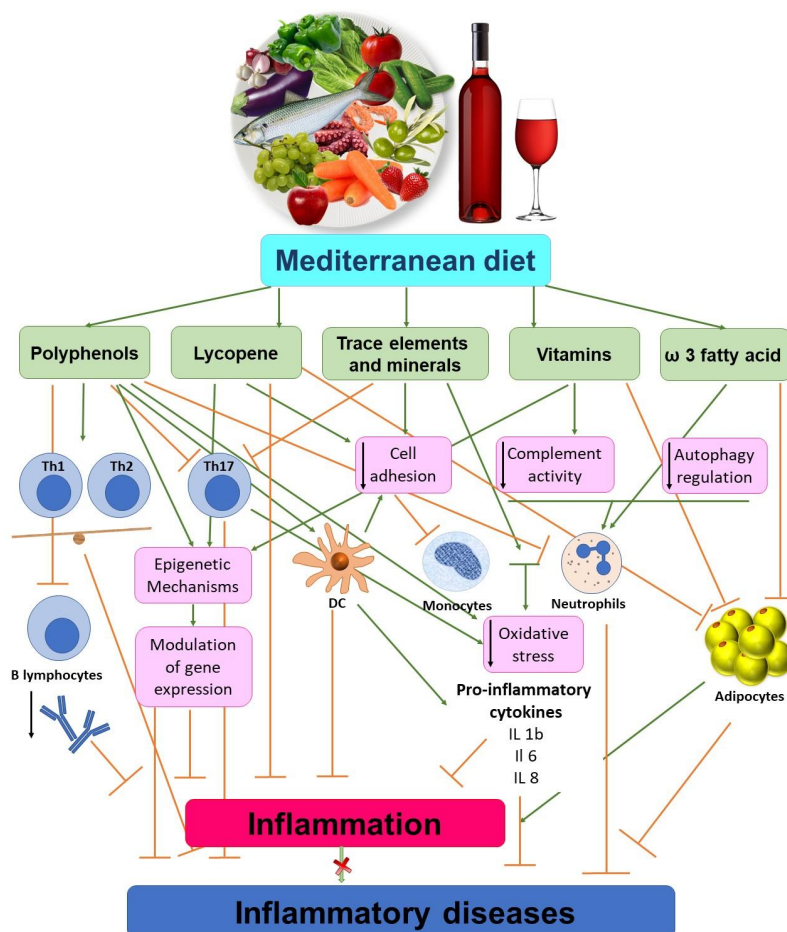 Mediterranean diet
Polyphenols
Lycopene
Trace elements
and minerals
Vitamins
ω 3 fatty acid
Th1
Th2
Th17
Cell
adhesion
Complement
activity
Autophagy
regulation
Epigenetic
Mechanisms
DC
Monocytes
Neutrophils
B lymphocytes
Modulation
of gene
expression
Oxidative
stress
Adipocytes
Pro-inflammatory
cytokines
IL 1b
Il 6
IL 8
Inflammation
Inflammatory diseases